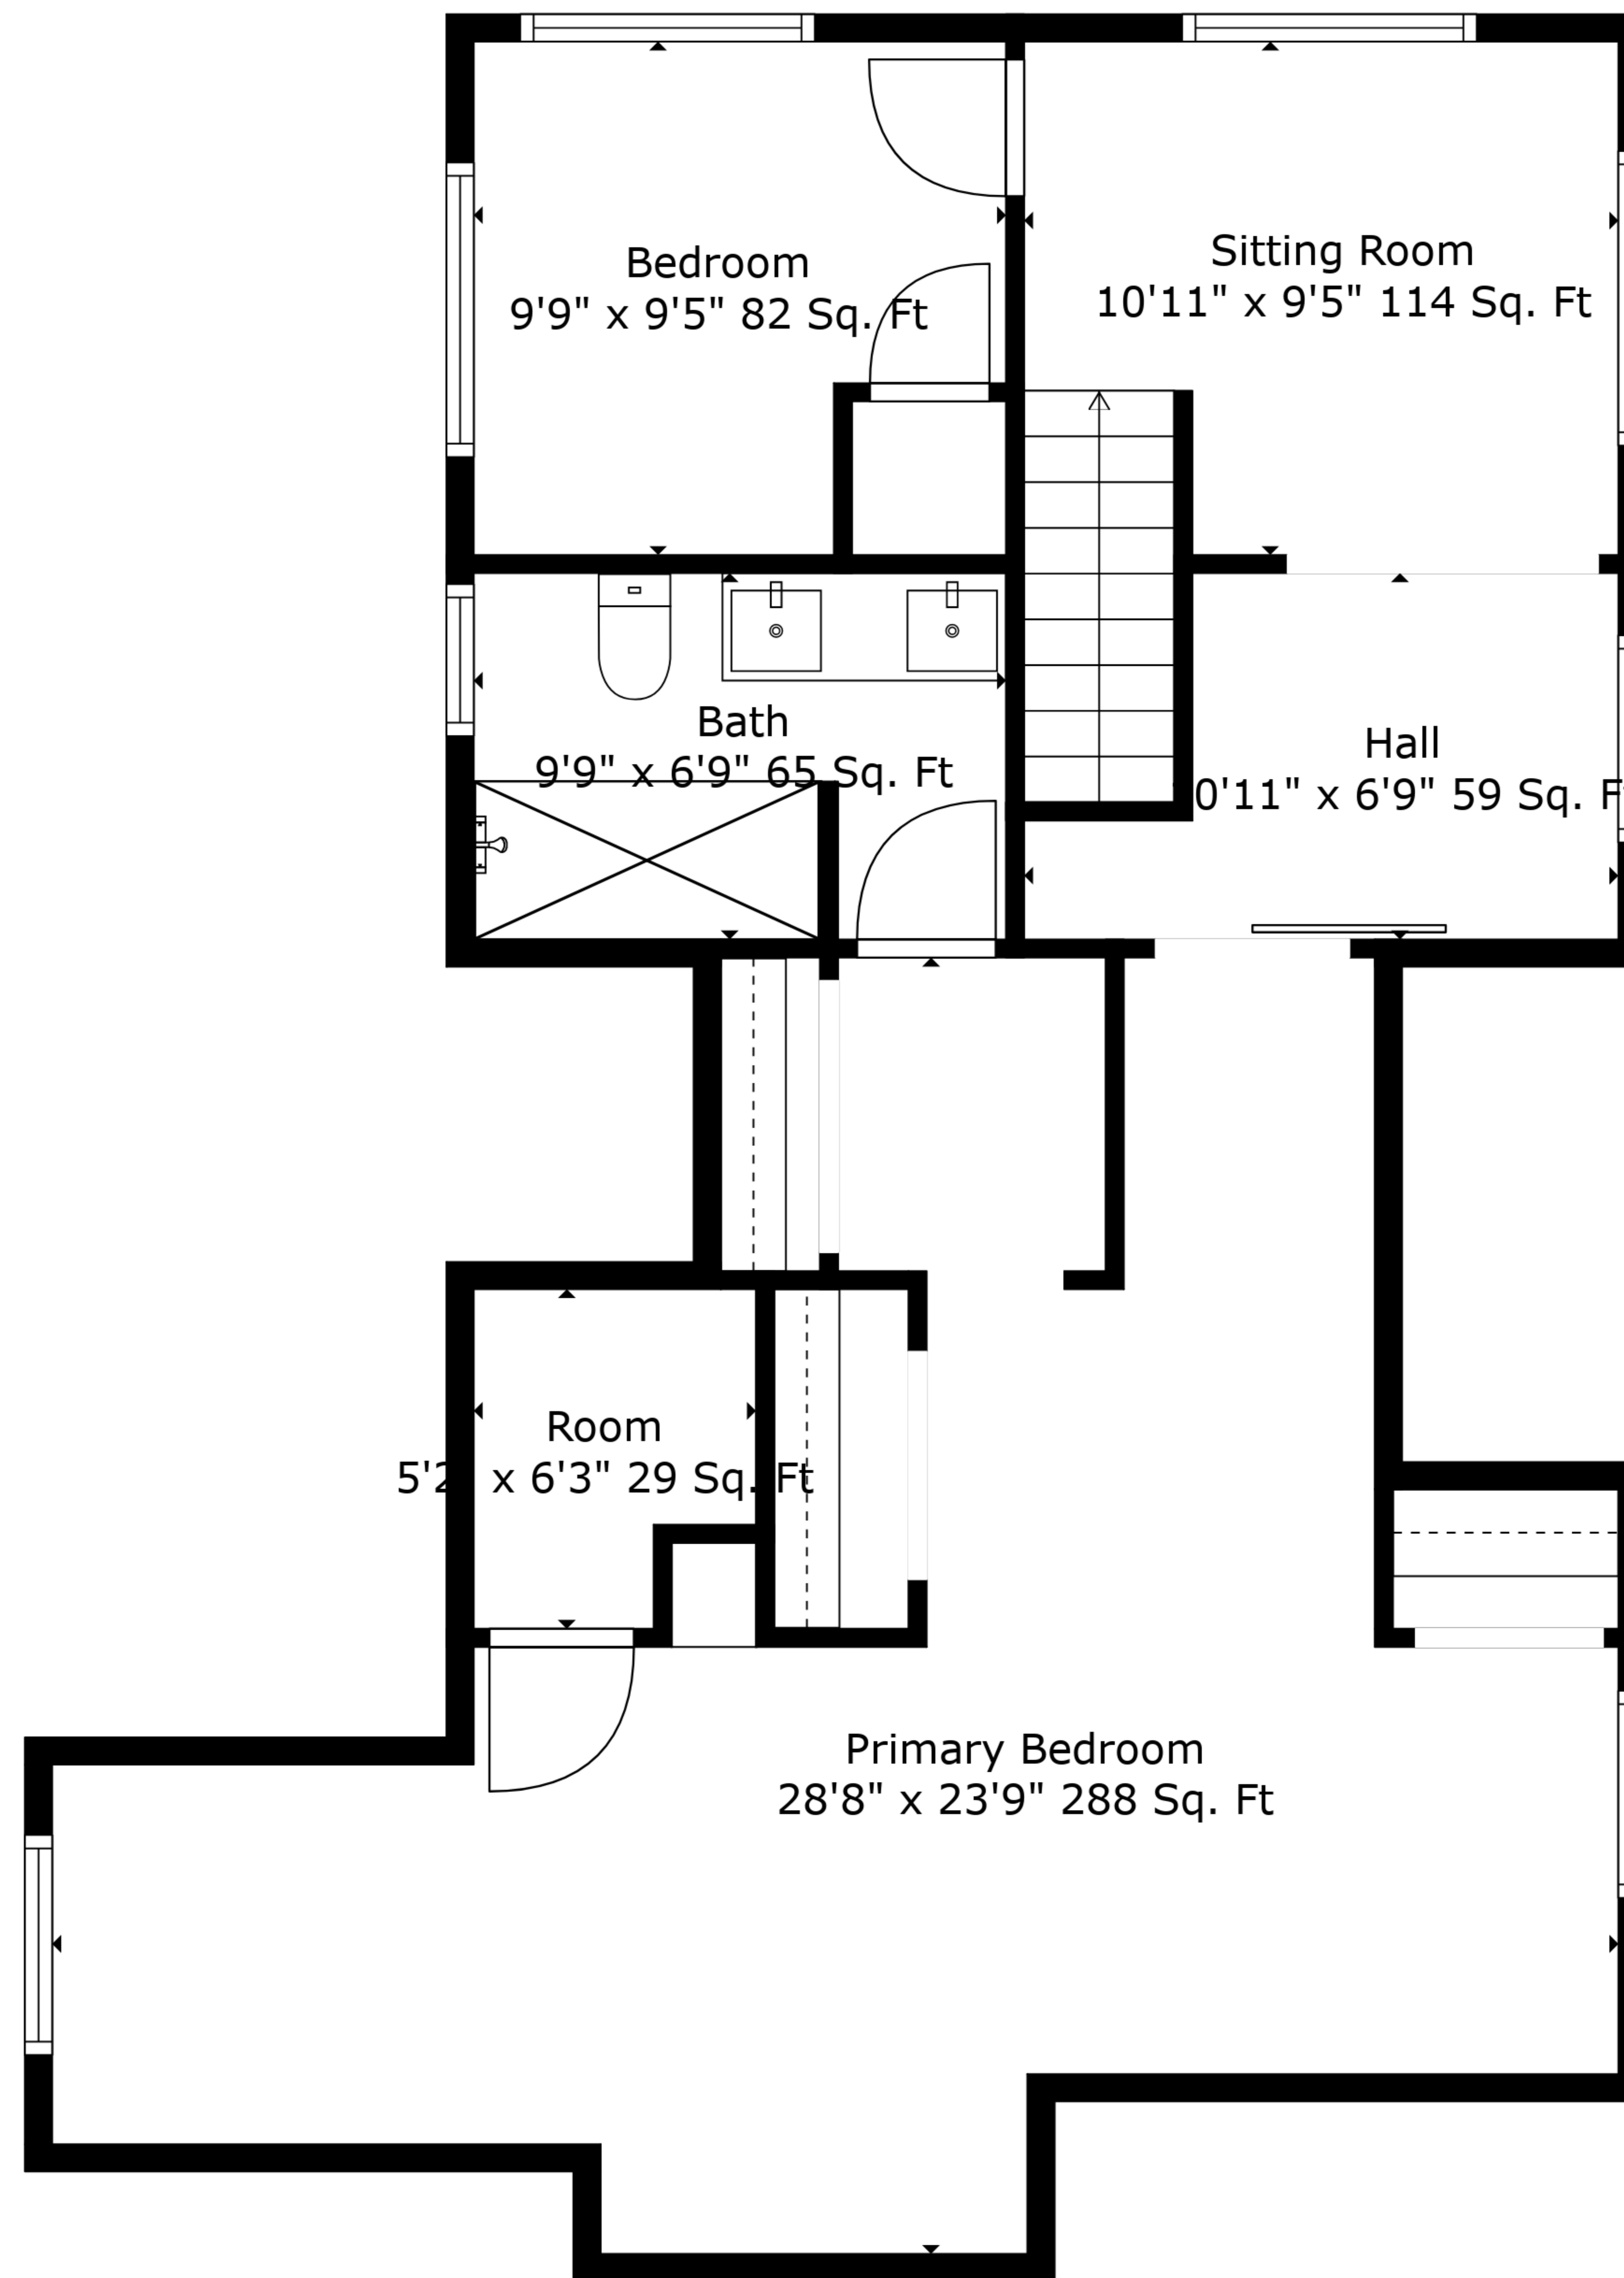 Bedroom
9'9" x 9'5" 82 Sq. Ft
Sitting Room
10'11" x 9'5" 114 Sq. Ft
Bath
9'9" x 6'9" 65 Sq. Ft
Hall
0'11" x 6'9" 59 Sq. F
Room
5'2 x 6'3" 29 Sq. Ft
Primary Bedroom
28'8" x 23'9" 288 Sq. Ft